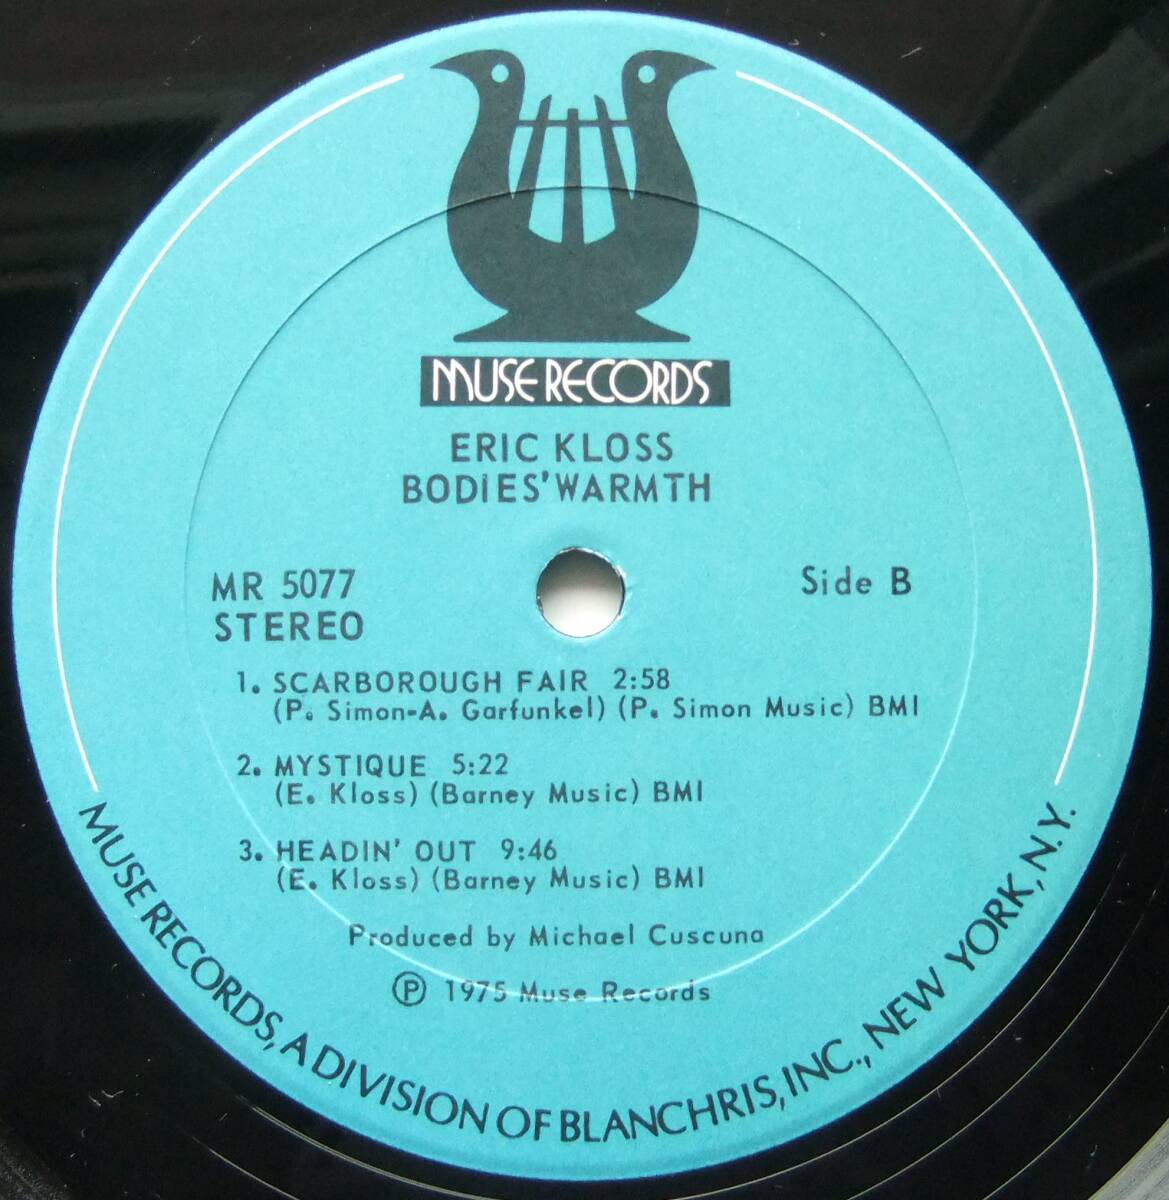 MUSE RECORDS
ERIC KLOSS
BODIES' WARMTH
MR 5077
STEREO
Side B
1. SCARBOROUGH FAIR 2:58
(P. Simon-A. Garfunkel) (P. Simon Music) BMI
2. MYSTIQUE 5:22
(E. Kloss) (Barney Music) BMI
3. HEADIN' OUT 9:46
(E. Kloss) (Barney Music) BMI
Produced by Michael Cuscuna
Ⓟ 1975 Muse Records
MUSE RECORDS, A DIVISION OF BLANCHRIS, INC., NEW YORK, N.Y.